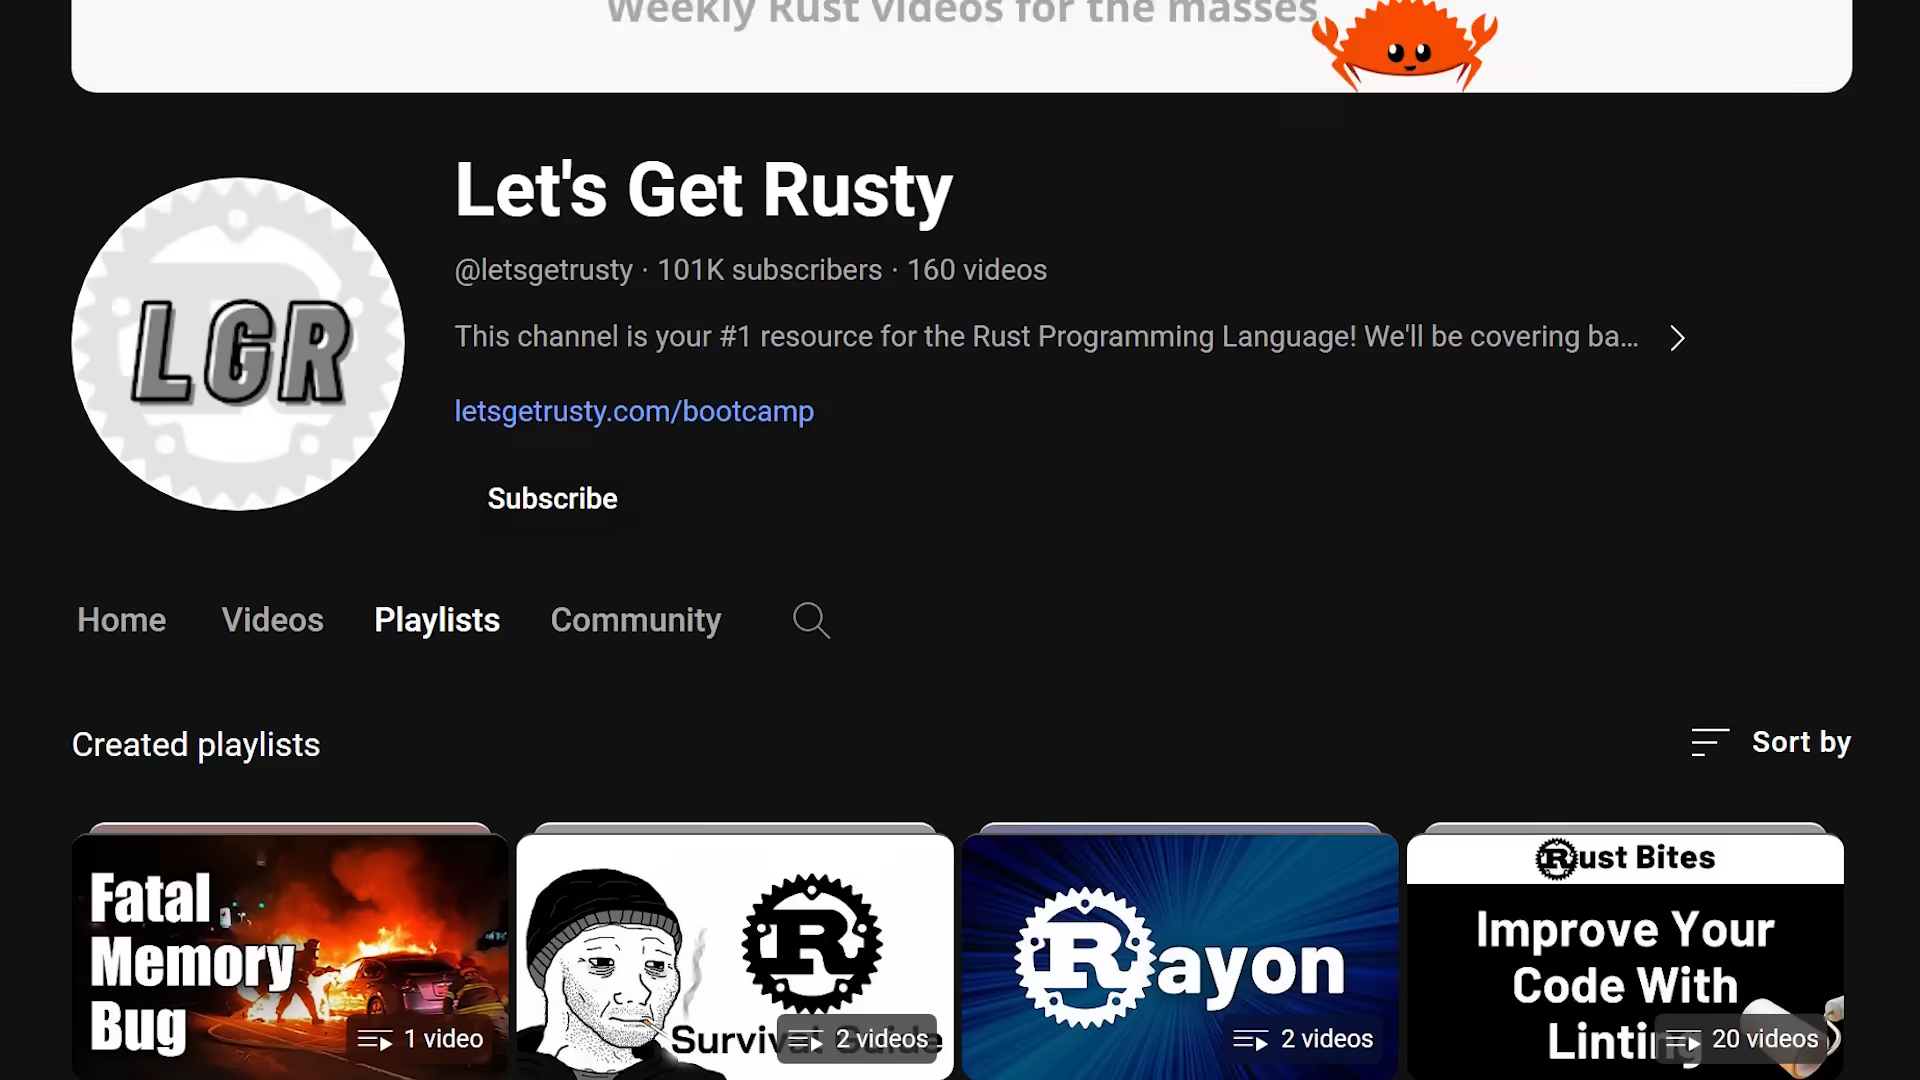 Weekly Rust videos for the masses
LGR
Let's Get Rusty
@letsgetrusty · 101K subscribers · 160 videos
This channel is your #1 resource for the Rust Programming Language! We'll be covering ba...
letsgetrusty.com/bootcamp
Subscribe
Home Videos Playlists Community
Created playlists
Sort by
Fatal
Memory
Bug
1 video
R
Survival Guide
2 videos
Rayon
2 videos
Rust Bites
Improve Your
Code With
Linting
20 videos